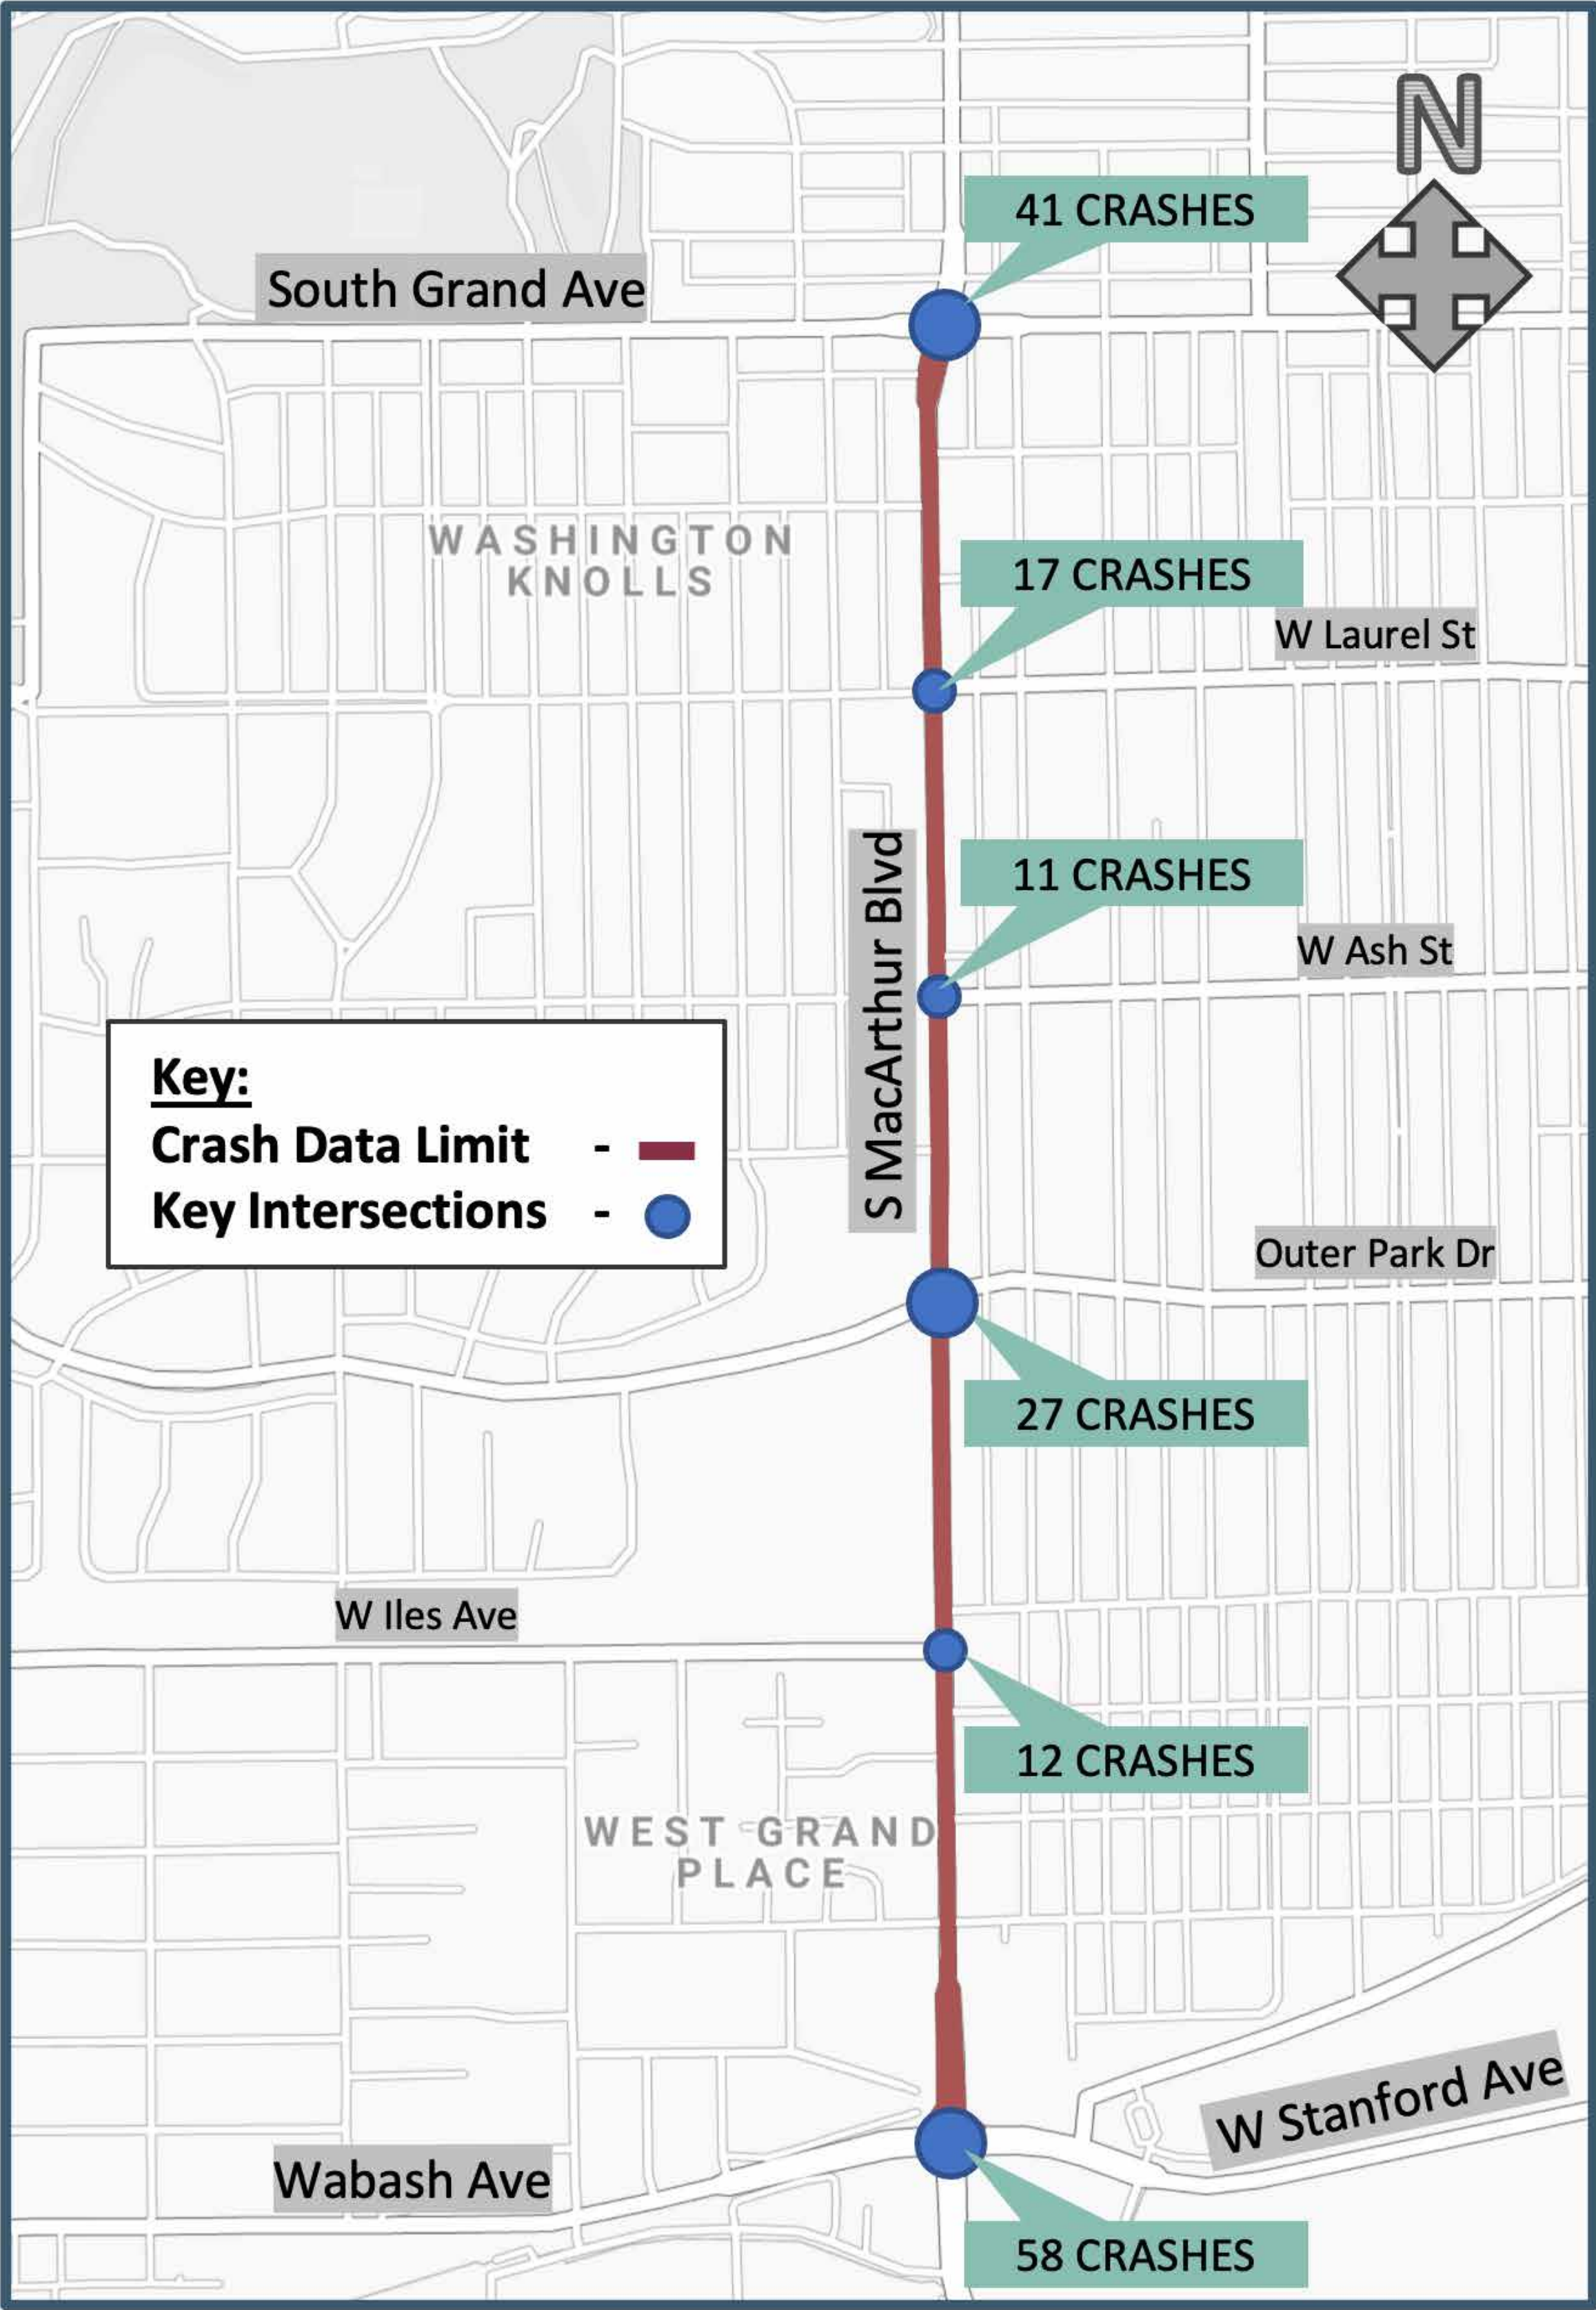 N
41 CRASHES
South Grand Ave
WASHINGTON
KNOLLS
17 CRASHES
W Laurel St
S MacArthur Blvd
11 CRASHES
W Ash St
Key:
Crash Data Limit -
Key Intersections -
Outer Park Dr
27 CRASHES
W Iles Ave
12 CRASHES
WEST GRAND
PLACE
W Stanford Ave
Wabash Ave
58 CRASHES